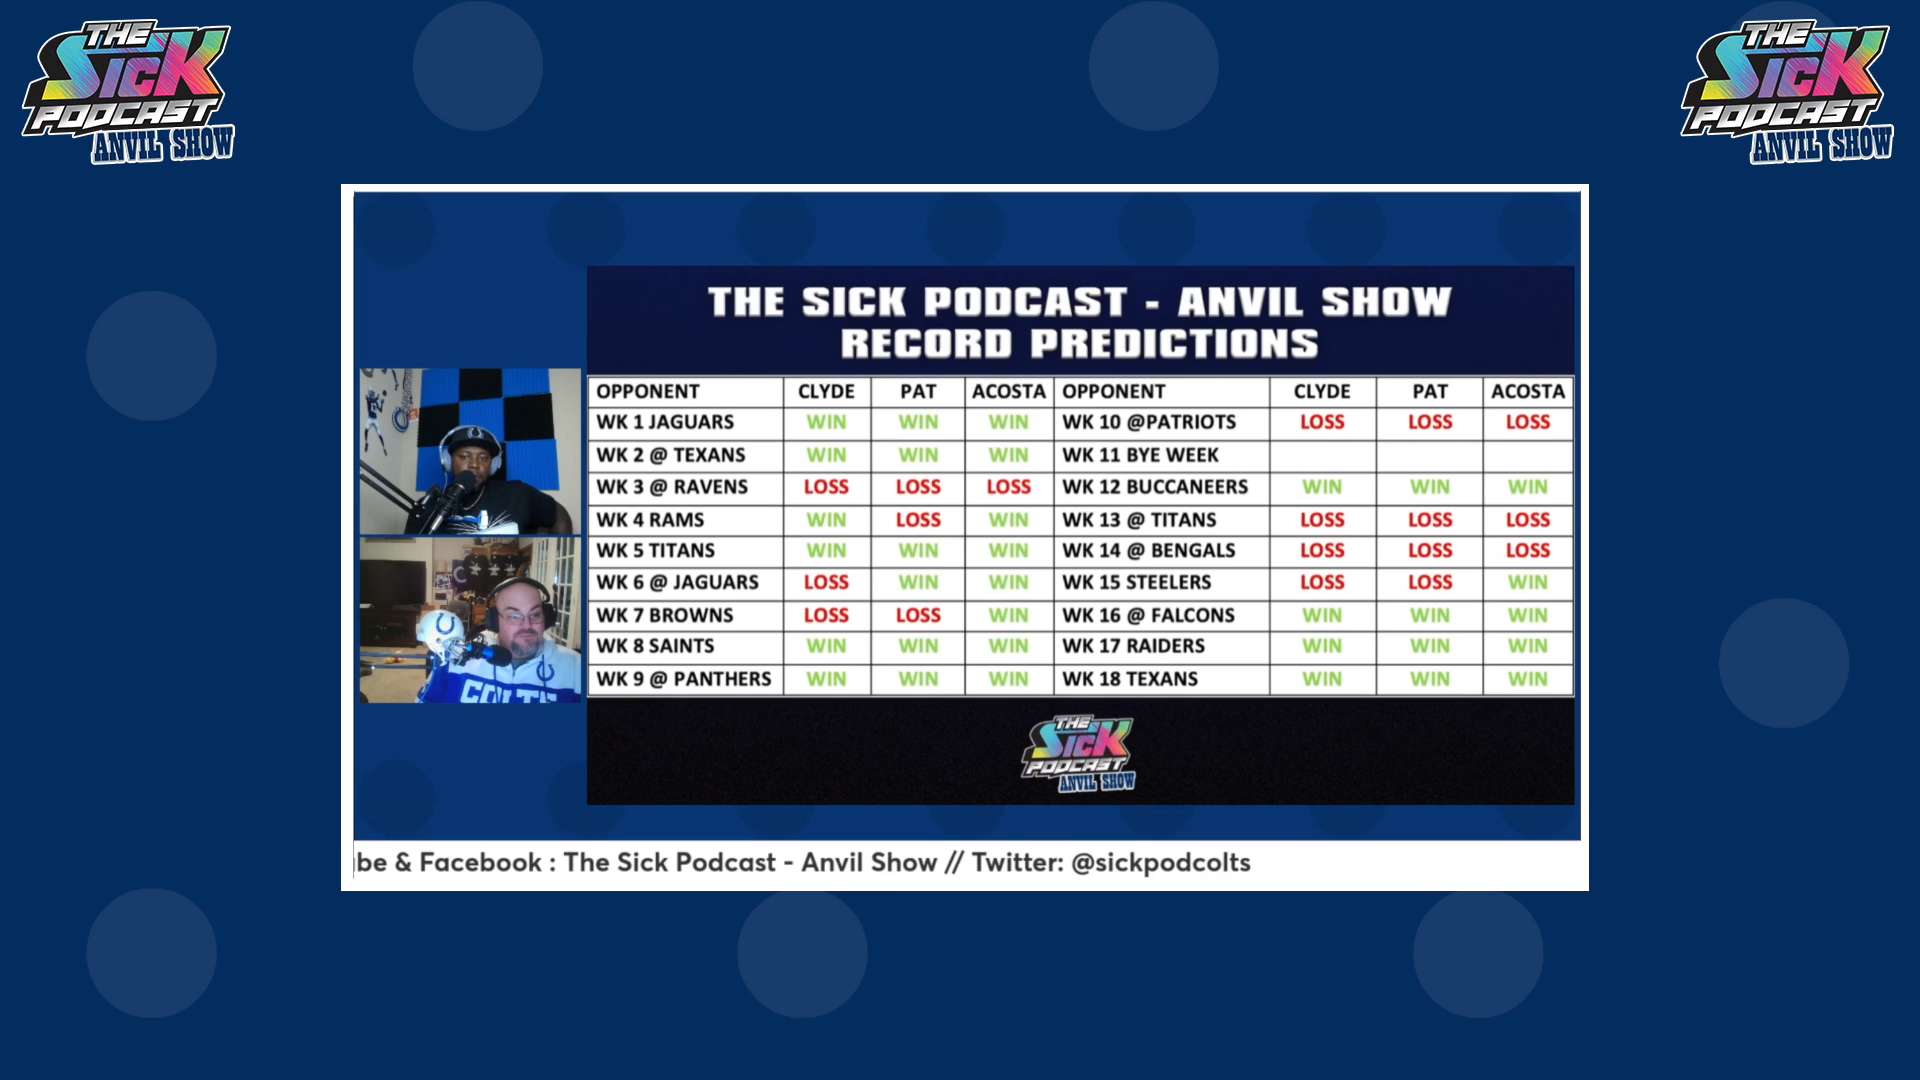 THE
SICK
PODCAST
ANVIL SHOW
THE
SICK
PODCAST
ANVIL SHOW
THE SICK PODCAST - ANVIL SHOW
RECORD PREDICTIONS
OPPONENT CLYDE PAT ACOSTA OPPONENT CLYDE PAT ACOSTA
WK 1 JAGUARS WIN WIN WIN WK 10 @PATRIOTS LOSS LOSS LOSS
WK 2 @ TEXANS WIN WIN WIN WK 11 BYE WEEK
WK 3 @ RAVENS LOSS LOSS LOSS WK 12 BUCCANEERS WIN WIN WIN
WK 4 RAMS WIN LOSS WIN WK 13 @ TITANS LOSS LOSS LOSS
WK 5 TITANS WIN WIN WIN WK 14 @ BENGALS LOSS LOSS LOSS
WK 6 @ JAGUARS LOSS WIN WIN WK 15 STEELERS LOSS LOSS WIN
WK 7 BROWNS LOSS LOSS WIN WK 16 @ FALCONS WIN WIN WIN
WK 8 SAINTS WIN WIN WIN WK 17 RAIDERS WIN WIN WIN
WK 9 @ PANTHERS WIN WIN WIN WK 18 TEXANS WIN WIN WIN
COLTS
THE
SICK
PODCAST
ANVIL SHOW
be & Facebook : The Sick Podcast - Anvil Show // Twitter: @sickpodcolts